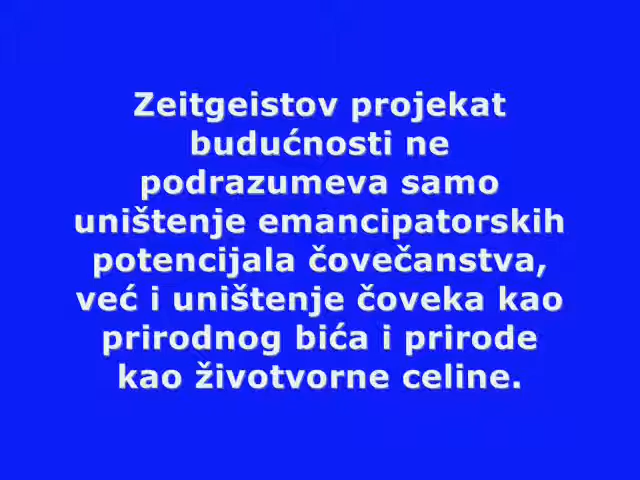 Zeitgeistov projekat
budućnosti ne
podrazumeva samo
uništenje emancipatorskih
potencijala čovečanstva,
već i uništenje čoveka kao
prirodnog bića i prirode
kao životvorne celine.